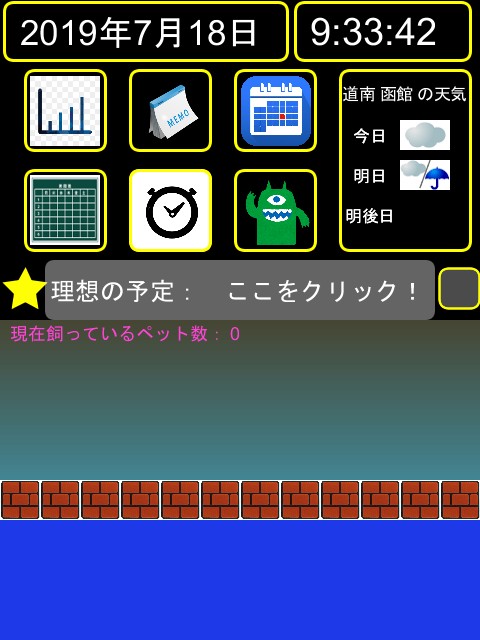 2019年7月18日
9:33:42
道南 函館 の天気
今日
明日
明後日
MEMO
理想の予定： ここをクリック！
現在飼っているペット数： 0